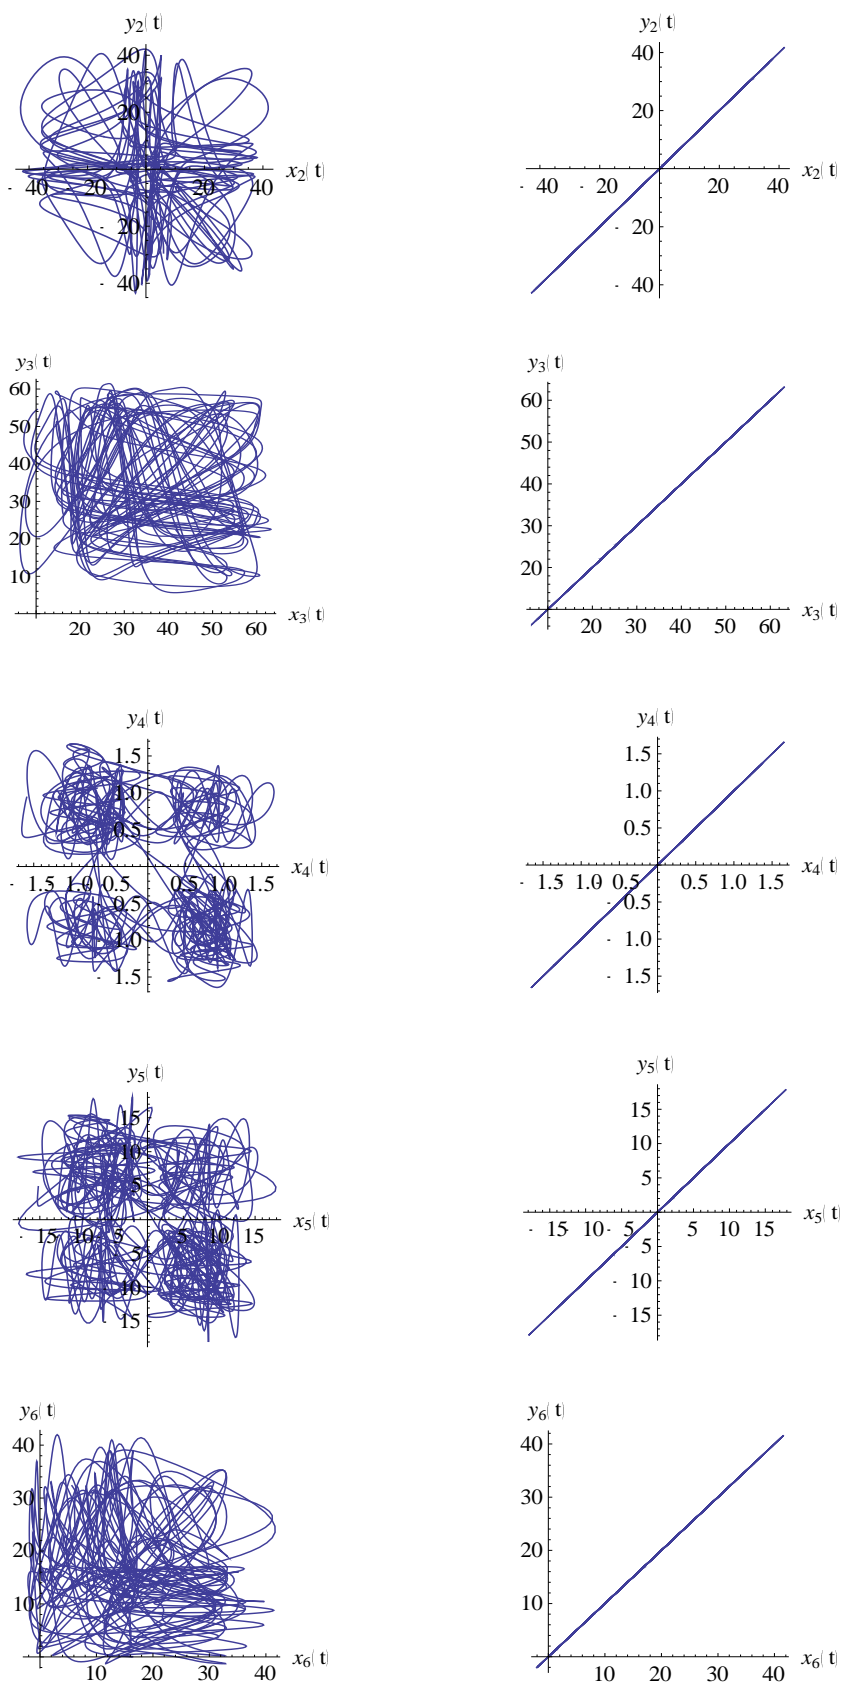 y2( t) y2( t)
40 40
20 20
- 40 - 20 20 40 x2( t) - 40 - 20 20 40 x2( t)
- 20 - 20
- 40 - 40
y3( t) y3( t)
60 60
50 50
40 40
30 30
20 20
10 10
20 30 40 50 60 x3( t) 20 30 40 50 60 x3( t)
y4( t) y4( t)
1.5 1.5
1.0 1.0
0.5 0.5
- 1.5 - 1.0 - 0.5 0.5 1.0 1.5 x4( t) - 1.5 - 1.0 - 0.5 0.5 1.0 1.5 x4( t)
- 0.5 - 0.5
- 1.0 - 1.0
- 1.5 - 1.5
y5( t) y5( t)
15 15
10 10
5 5
- 15 - 10 - 5 5 10 15 x5( t) - 15 - 10 - 5 5 10 15 x5( t)
- 5 - 5
- 10 - 10
- 15 - 15
y6( t) y6( t)
40 40
30 30
20 20
10 10
10 20 30 40 x6( t) 10 20 30 40 x6( t)